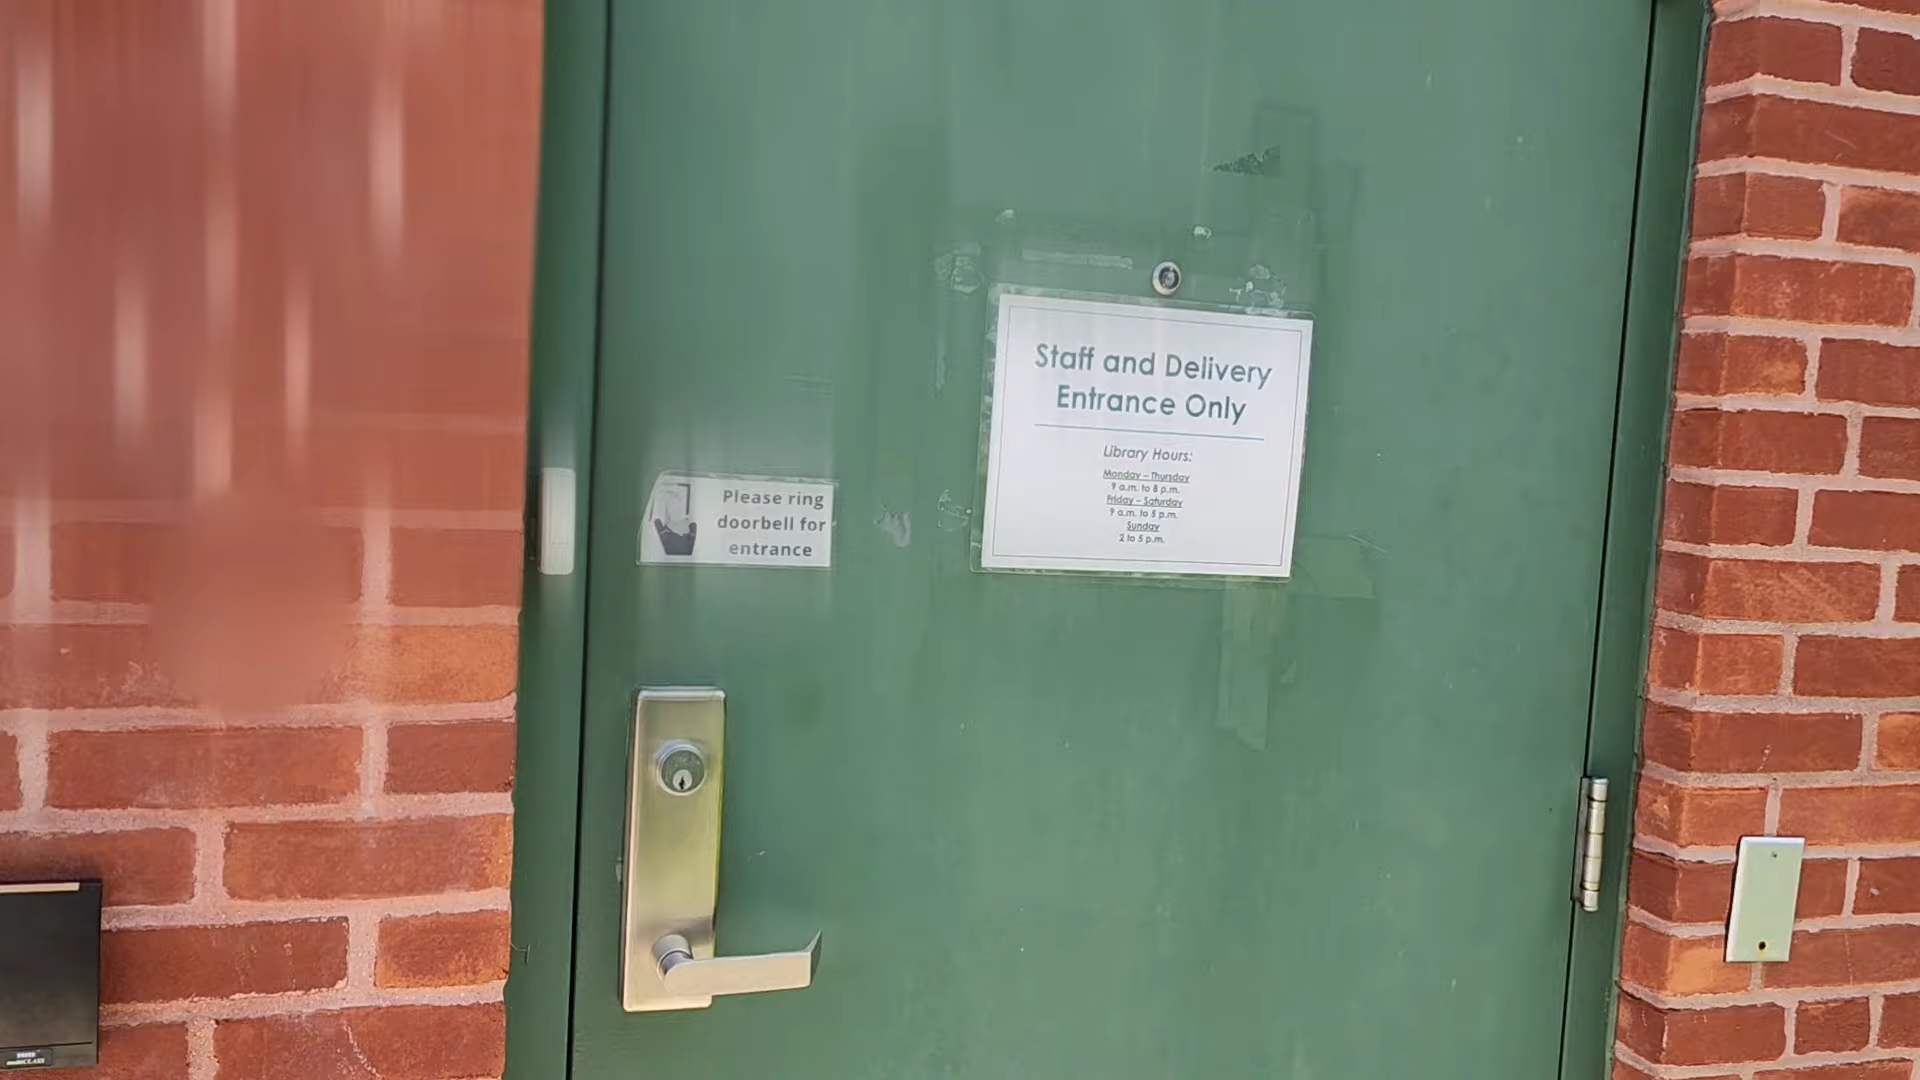 Staff and Delivery
Entrance Only
Library Hours:
Monday – Thursday
9 a.m. to 8 p.m.
Friday – Saturday
9 a.m. to 5 p.m.
Sunday
2 to 5 p.m.
Please ring
doorbell for
entrance